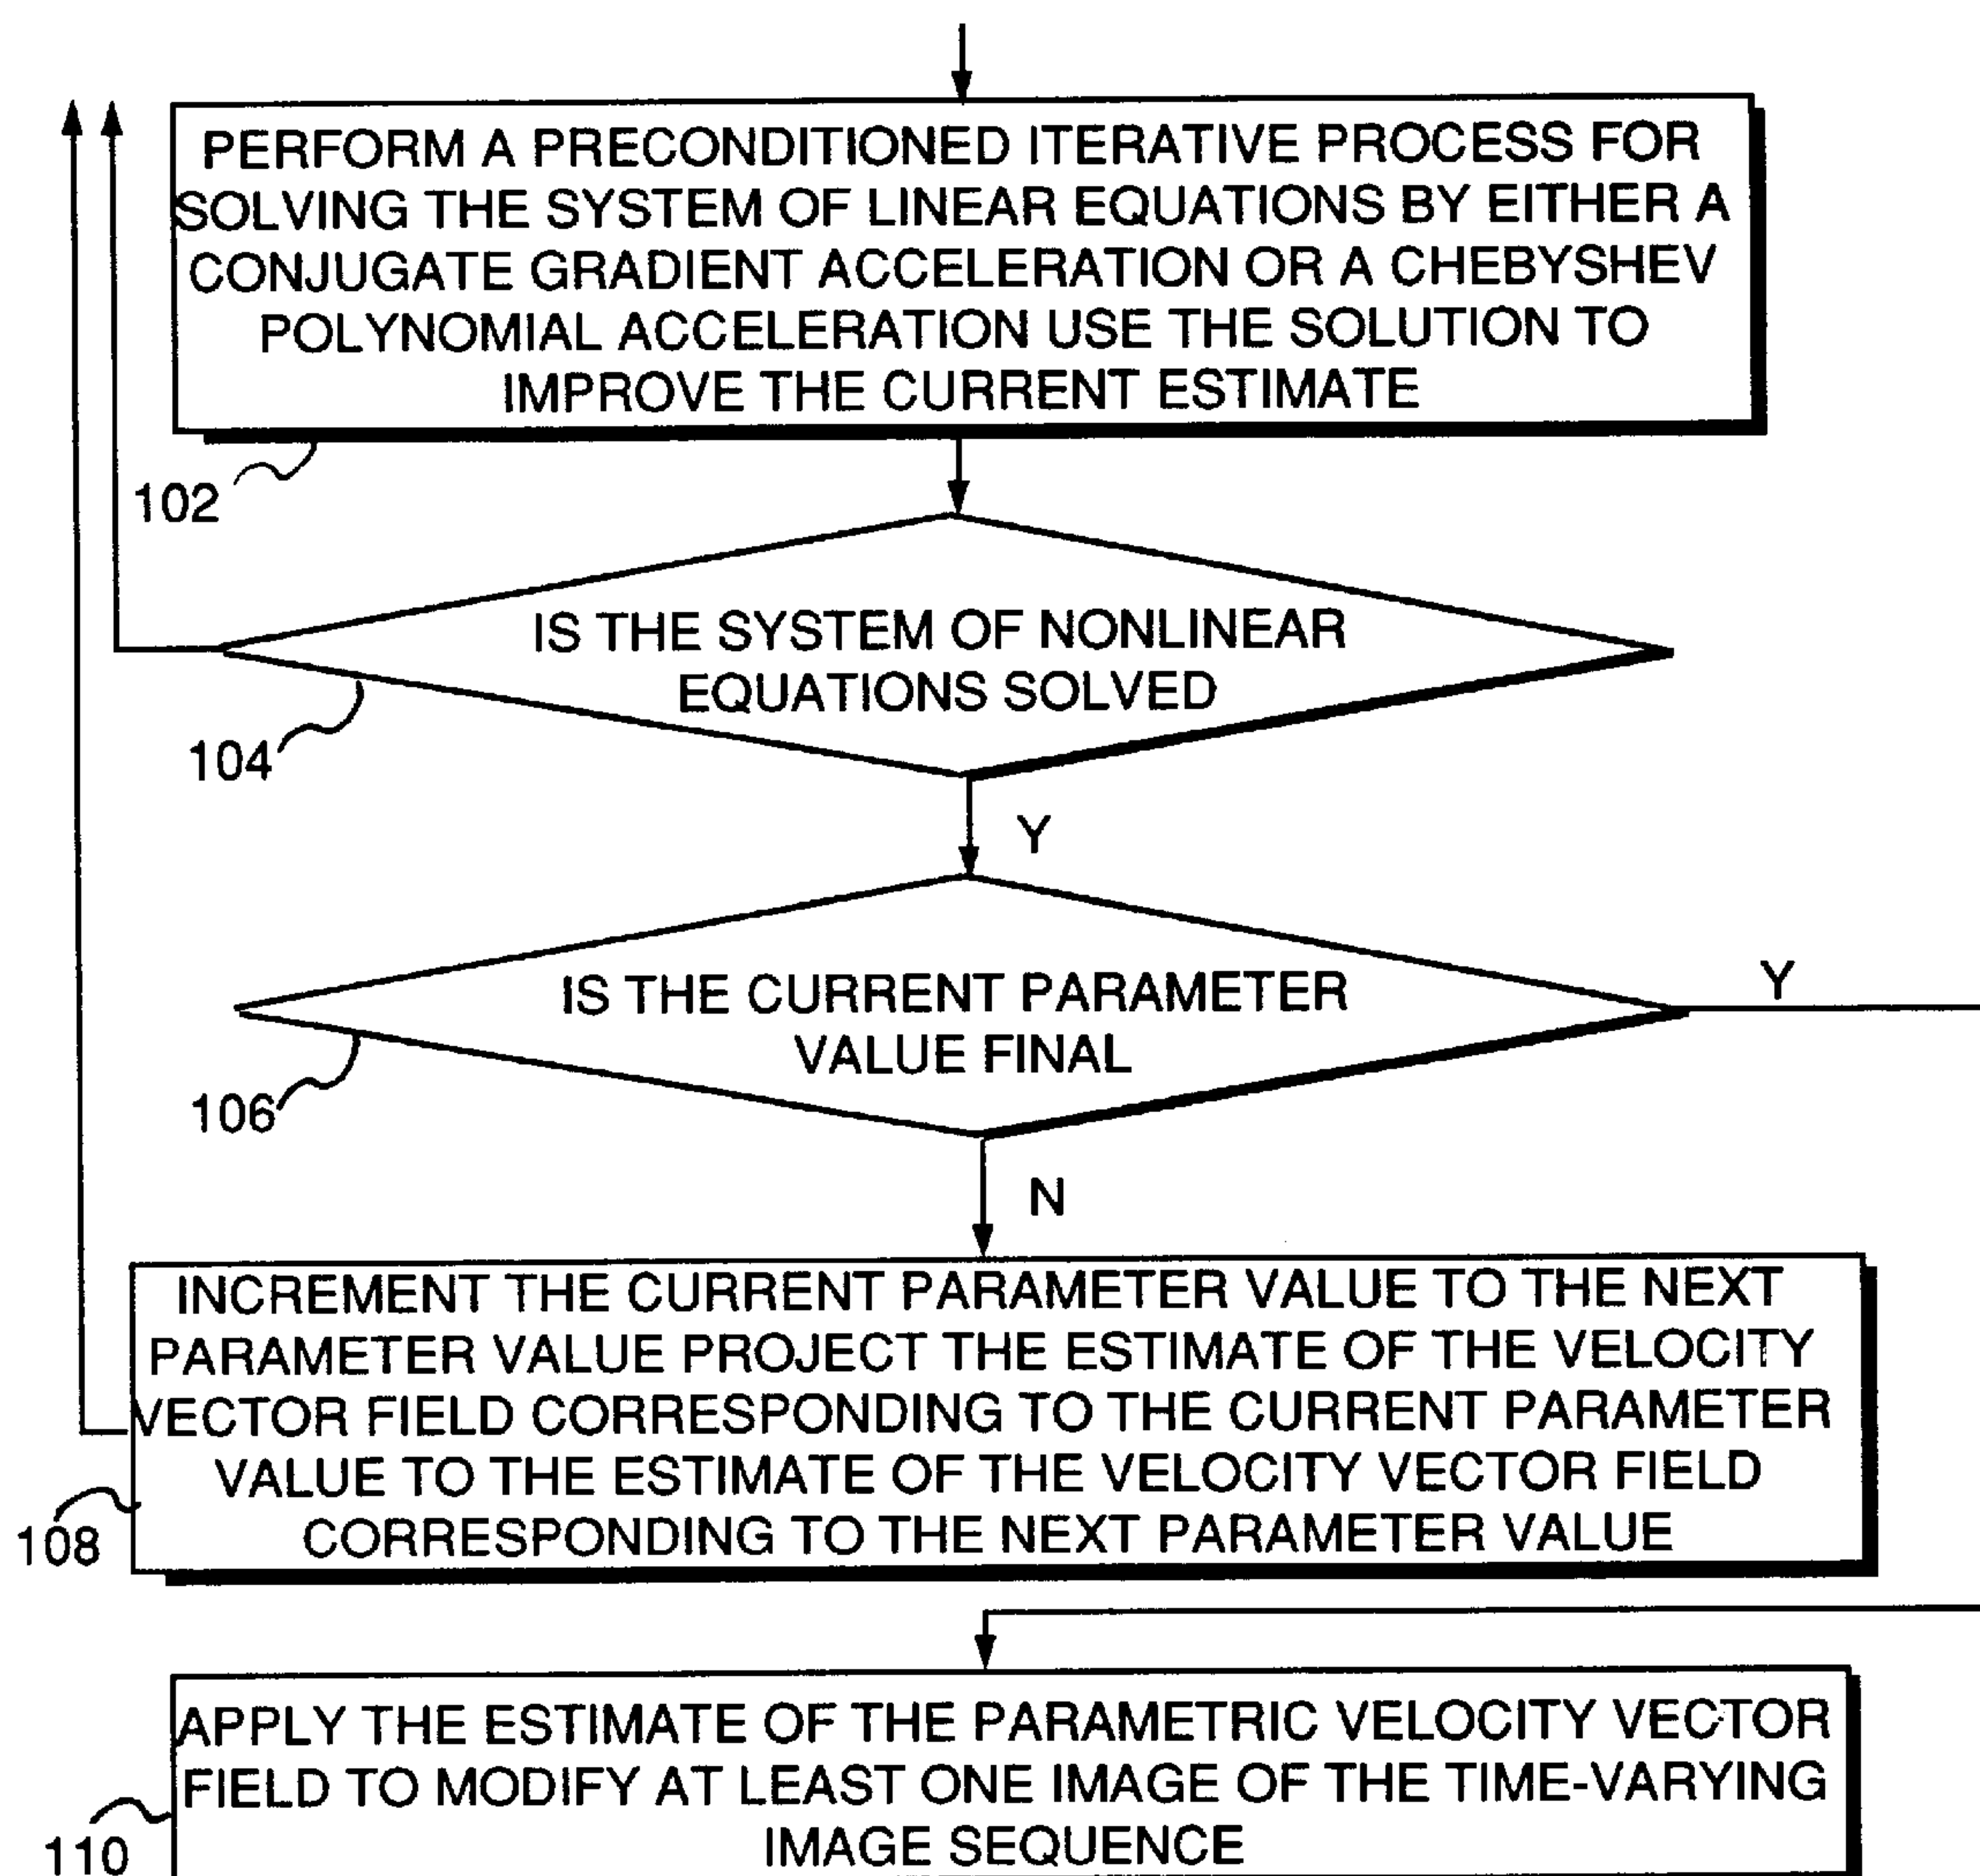 PERFORM A PRECONDITIONED ITERATIVE PROCESS FOR
SOLVING THE SYSTEM OF LINEAR EQUATIONS BY EITHER A
CONJUGATE GRADIENT ACCELERATION OR A CHEBYSHEV
POLYNOMIAL ACCELERATION USE THE SOLUTION TO
IMPROVE THE CURRENT ESTIMATE
102
IS THE SYSTEM OF NONLINEAR
EQUATIONS SOLVED
104
Y
IS THE CURRENT PARAMETER
VALUE FINAL
Y
106
N
INCREMENT THE CURRENT PARAMETER VALUE TO THE NEXT
PARAMETER VALUE PROJECT THE ESTIMATE OF THE VELOCITY
VECTOR FIELD CORRESPONDING TO THE CURRENT PARAMETER
VALUE TO THE ESTIMATE OF THE VELOCITY VECTOR FIELD
CORRESPONDING TO THE NEXT PARAMETER VALUE
108
APPLY THE ESTIMATE OF THE PARAMETRIC VELOCITY VECTOR
FIELD TO MODIFY AT LEAST ONE IMAGE OF THE TIME-VARYING
IMAGE SEQUENCE
110